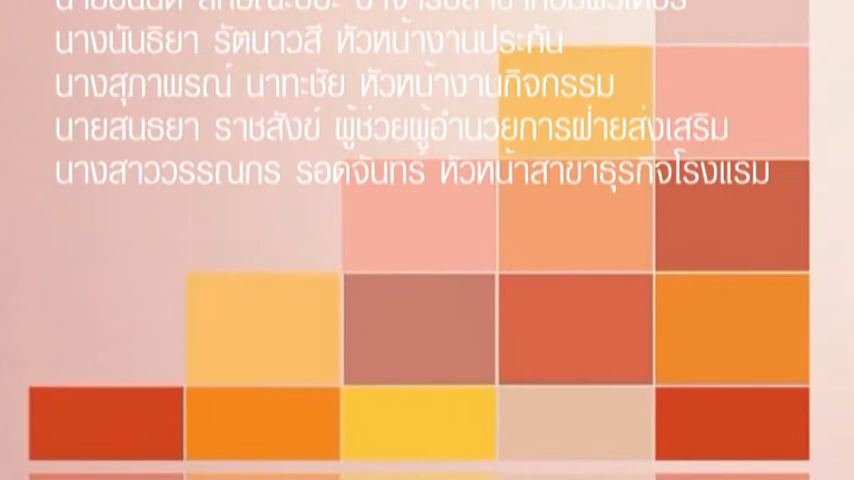 นางนันธิยา รัตนาวสี หัวหน้างานประกัน
นางสุภาพรณ์ นาทะชัย หัวหน้างานกิจกรรม
นายสนธยา ราชสังข์ ผู้ช่วยผู้อำนวยการฝ่ายส่งเสริม
นางสาววรรณกร รอดจันทร์ หัวหน้าสาขาธุรกิจโรงแรม